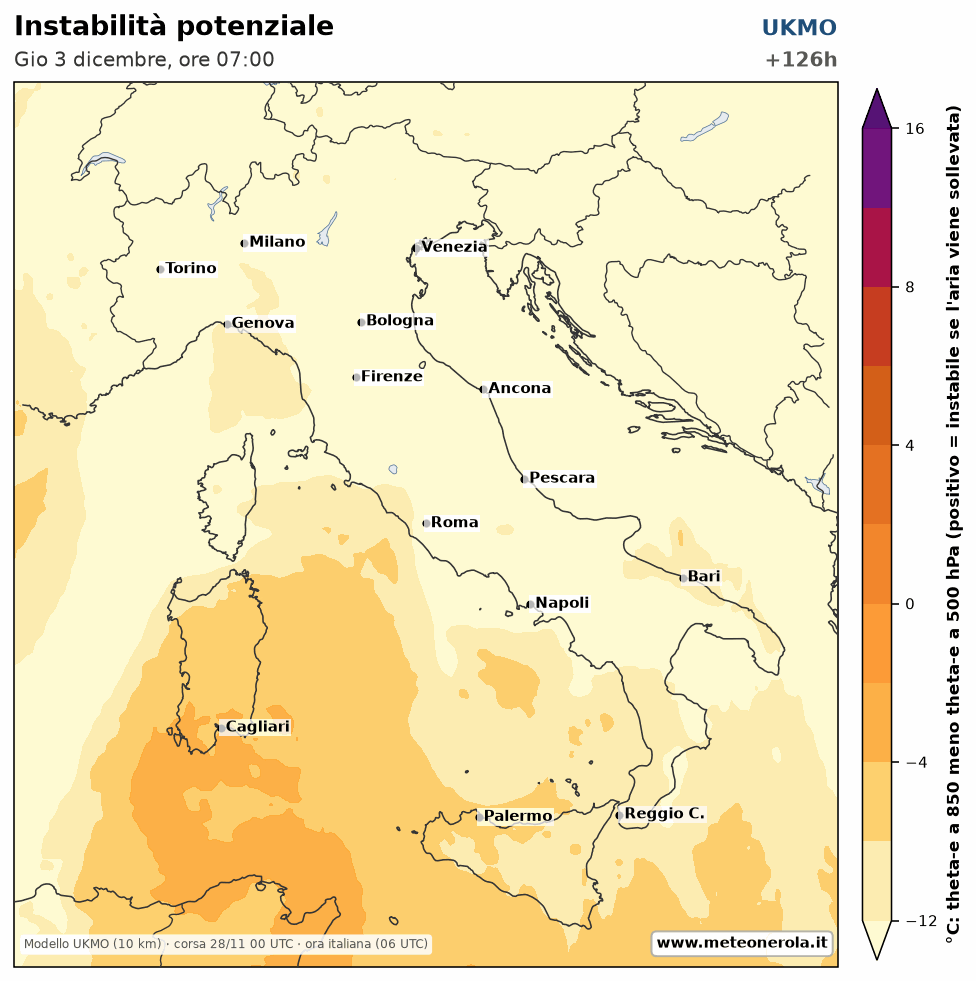 Instabilità potenziale
UKMO
Gio 3 dicembre, ore 07:00
+126h
Milano
Venezia
Torino
Genova
Bologna
Firenze
Ancona
Pescara
Roma
Bari
Napoli
Cagliari
Palermo
Reggio C.
16
8
4
0
−4
−12
°C: theta-e a 850 meno theta-e a 500 hPa (positivo = instabile se l'aria viene sollevata)
Modello UKMO (10 km) · corsa 28/11 00 UTC · ora italiana (06 UTC)
www.meteonerola.it